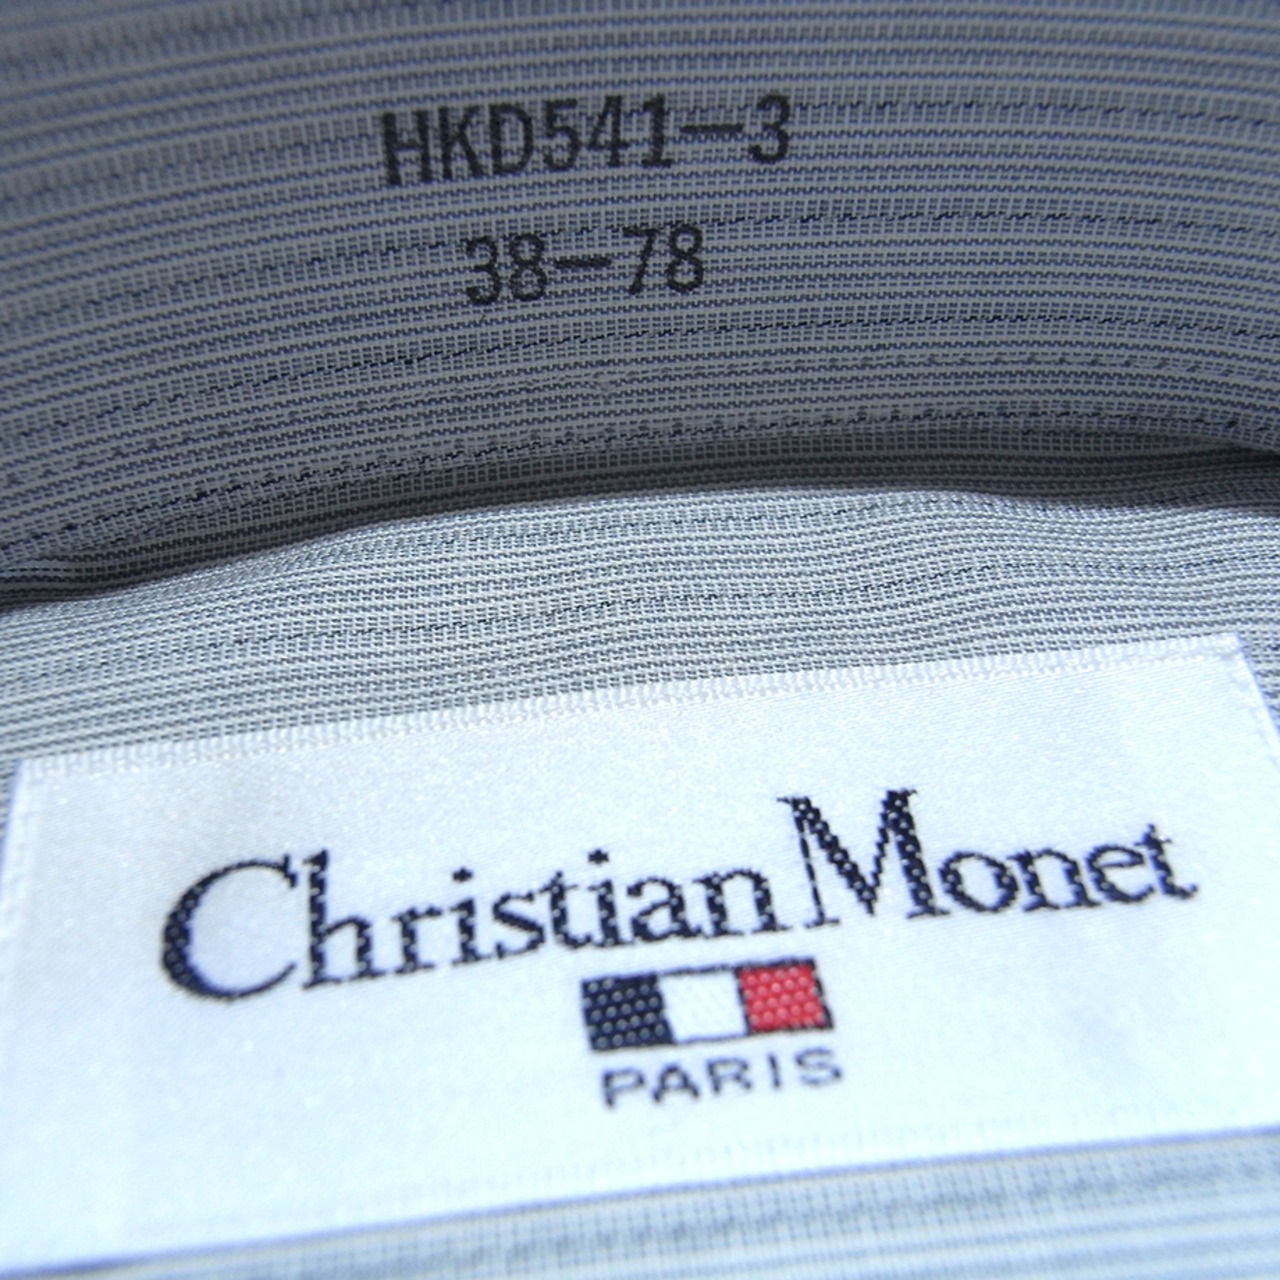 HKD541-3
38-78
Christian Monet
PARIS